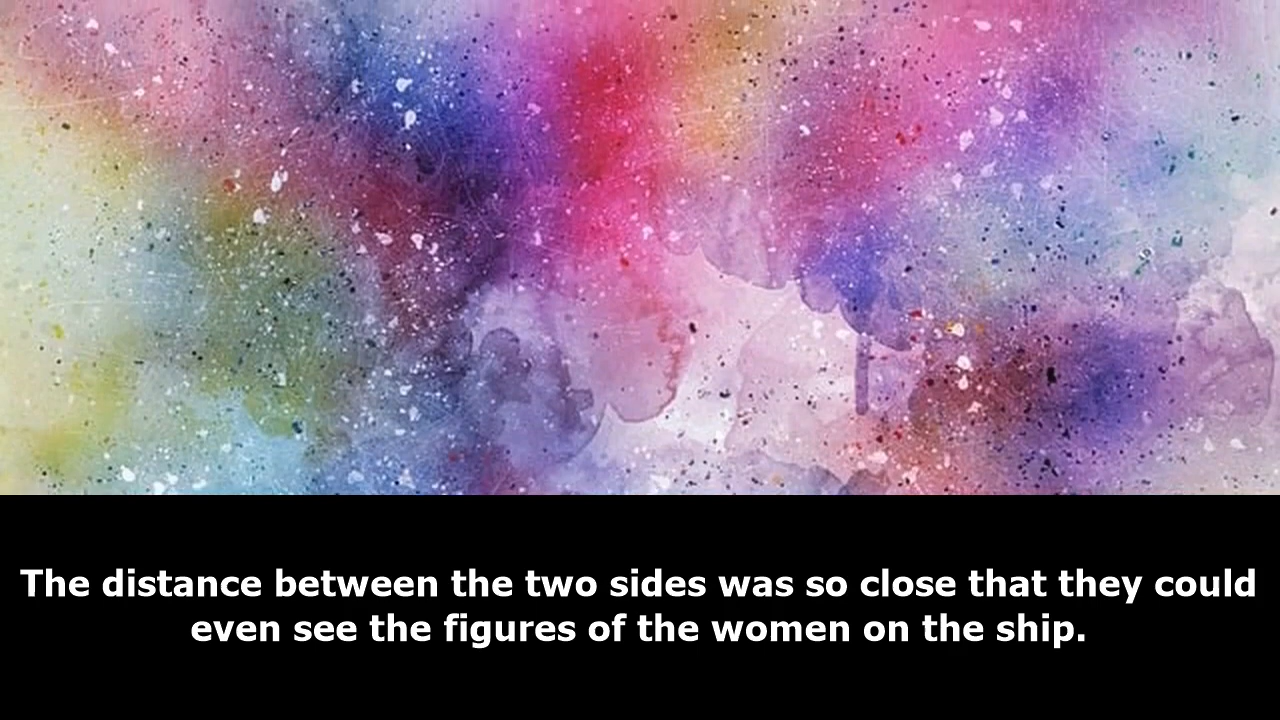 The distance between the two sides was so close that they could
even see the figures of the women on the ship.